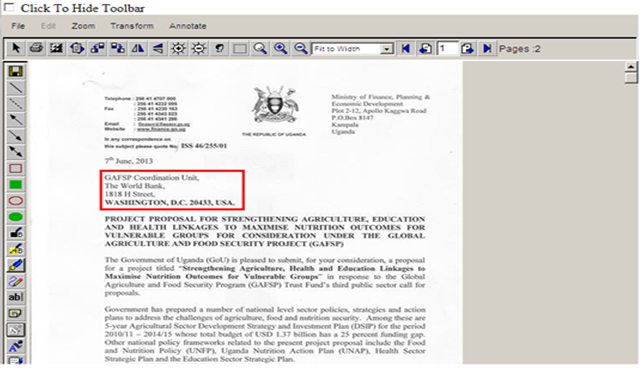 Click To Hide Toolbar
File Edit Zoom Transform Annotate
Fit to Width 1 Pages :2
abl
Telephone : 256 41 4707 000
: 256 41 4232 095
Fax : 256 41 4230 163
: 256 41 4343 023
: 256 41 4341 286
Email : finance@finance.go.ug
Website : www.finance.go.ug
In any correspondence on
this subject please quote No. ISS 46/255/01
THE REPUBLIC OF UGANDA
Ministry of Finance, Planning &
Economic Development
Plot 2-12, Apollo Kaggwa Road
P.O.Box 8147
Kampala
Uganda
7th June, 2013
GAFSP Coordination Unit,
The World Bank,
1818 H Street,
WASHINGTON, D.C. 20433, USA.
PROJECT PROPOSAL FOR STRENGTHENING AGRICULTURE, EDUCATION
AND HEALTH LINKAGES TO MAXIMISE NUTRITION OUTCOMES FOR
VULNERABLE GROUPS FOR CONSIDERATION UNDER THE GLOBAL
AGRICULTURE AND FOOD SECURITY PROJECT (GAFSP)
The Government of Uganda (GoU) is pleased to submit, for your consideration, a
proposal for a project titled “Strengthening Agriculture, Health and Education Linkages to
Maximise Nutrition Outcomes for Vulnerable Groups” in response to the Global
Agriculture and Food Security Program (GAFSP) Trust Fund’s third public sector call for
proposals.
Government has prepared a number of national level sector policies, strategies and action
plans to address the challenges of agriculture, food and nutrition security. Among these are
5-year Agricultural Sector Development Strategy and Investment Plan (DSIP) for the period
2010/11 – 2014/15 whose total budget of USD 1.37 billion has a 25 percent funding gap.
Other national policy frameworks related to the present project proposal include the Food
and Nutrition Policy (UNFP), Uganda Nutrition Action Plan (UNAP), Health Sector
Strategic Plan and the Education Sector Strategic Plan.